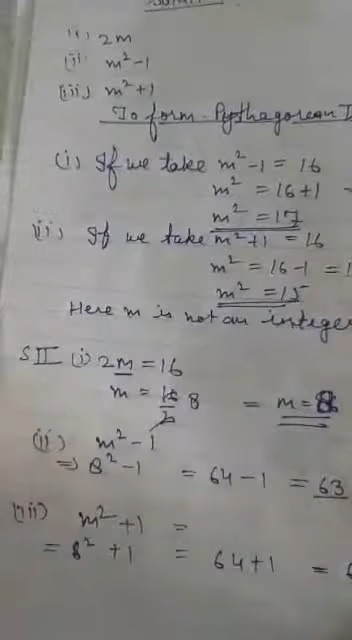 (i) 2m
(ii) m² - 1
(iii) m² + 1
To form Pythagorean
(i) If we take m² - 1 = 16
m² = 16 + 1
m² = 17
(ii) If we take m² + 1 = 16
m² = 16 - 1 =
m² = 15
Here m is not an integer
S II (i) 2m = 16
m = 16/2 8 = m = 8
(ii) m² - 1
⇒ 8² - 1 = 64 - 1 = 63
(iii) m² + 1 =
= 8² + 1 = 64 + 1 =